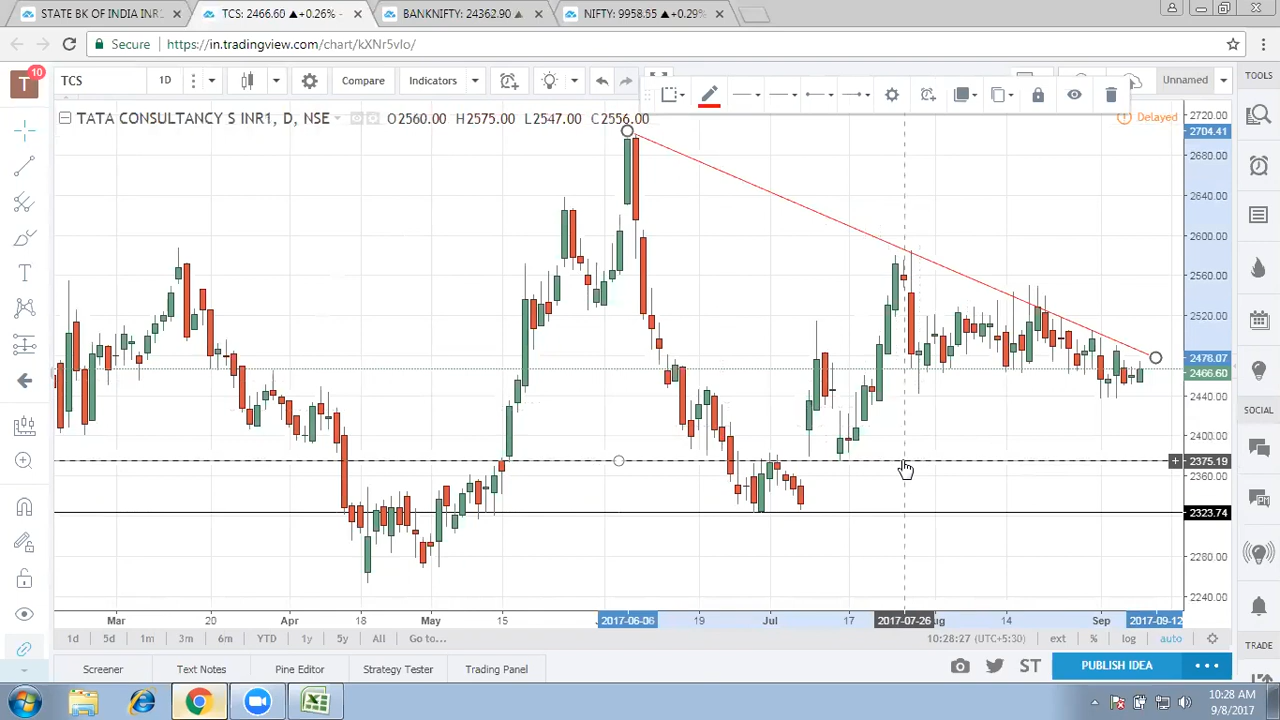 STATE BK OF INDIA INR
TCS: 2466.60 ▲+0.26% -
BANKNIFTY: 24362.90 ▲
NIFTY: 9958.55 ▲+0.29%
Secure https://in.tradingview.com/chart/kXNr5vIo/
T 10
TCS 1D Compare Indicators Unnamed TOOLS
TATA CONSULTANCY S INR1, D, NSE O2560.00 H2575.00 L2547.00 C2556.00
Delayed
2720.00
2704.41
2680.00
2640.00
2600.00
2560.00
2520.00
2478.07
2466.60
2440.00
2400.00
2375.19
2360.00
2323.74
2280.00
2240.00
SOCIAL
TRADE
Mar 20 Apr 18 May 15 2017-06-06 19 Jul 17 2017-07-26 14 Sep 2017-09-12
1d 5d 1m 3m 6m YTD 1y 5y All Go to... 10:28:27 (UTC+5:30) ext % log auto
Screener Text Notes Pine Editor Strategy Tester Trading Panel ST PUBLISH IDEA
10:28 AM
9/8/2017